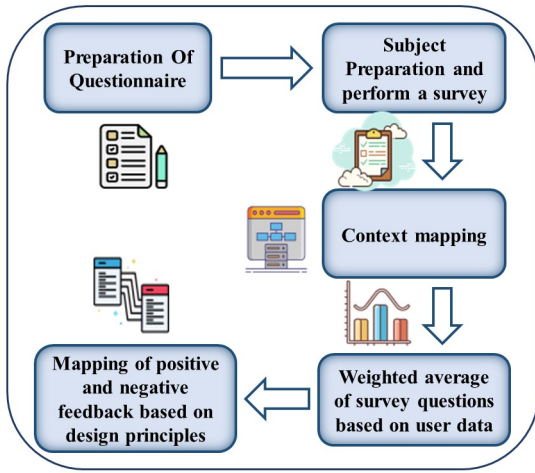 Preparation Of
Questionnaire
Subject
Preparation and
perform a survey
Context mapping
Weighted average
of survey questions
based on user data
Mapping of positive
and negative
feedback based on
design principles